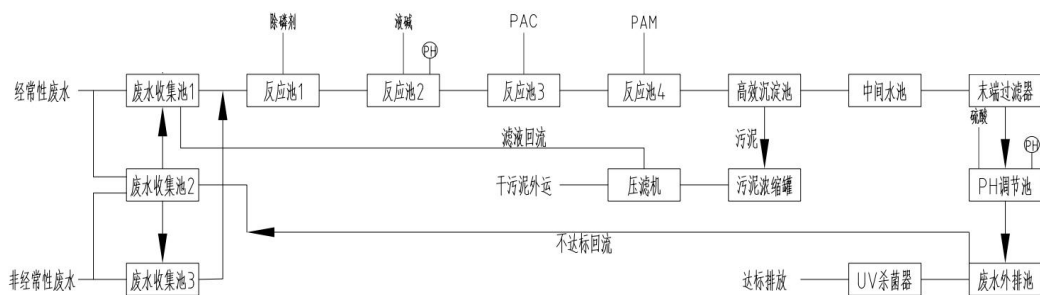 除磷剂
液碱
PH
PAC
PAM
经常性废水
废水收集池1
反应池1
反应池2
反应池3
反应池4
高效沉淀池
中间水池
末端过滤器
硫酸
PH
滤液回流
污泥
废水收集池2
干污泥外运
压滤机
污泥浓缩罐
PH调节池
不达标回流
非经常性废水
废水收集池3
达标排放
UV杀菌器
废水外排池